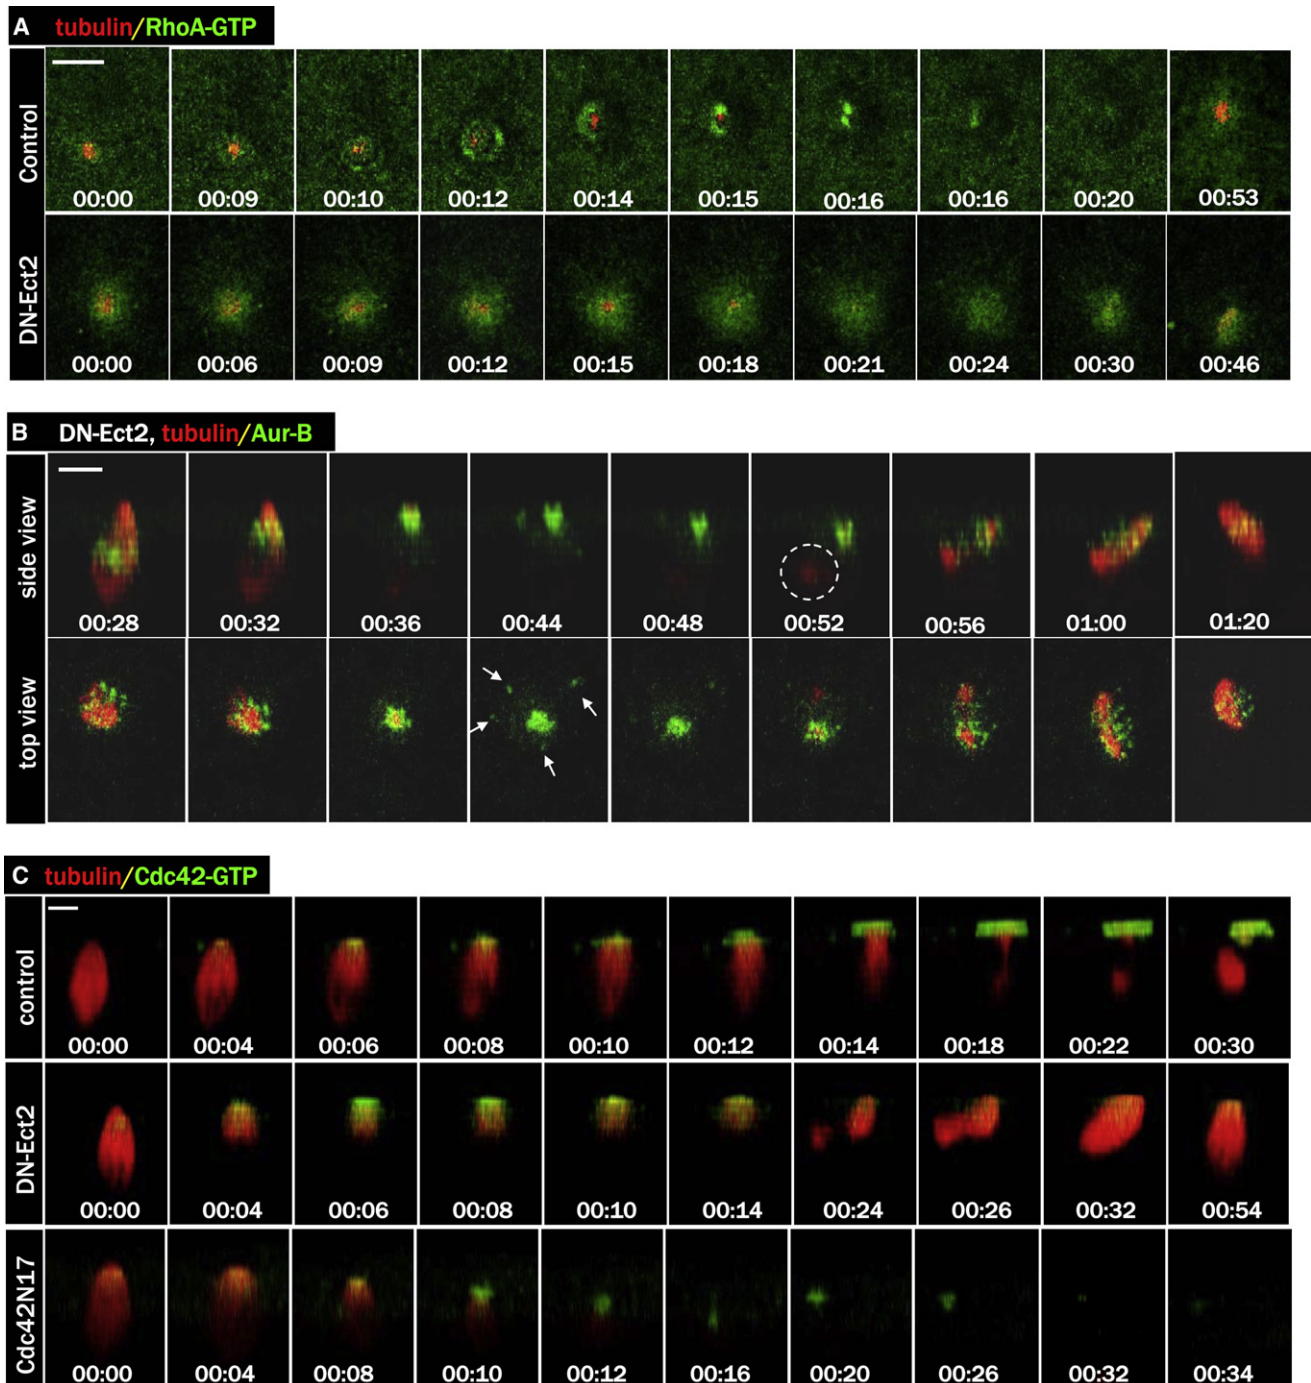 A tubulin/RhoA-GTP
Control
00:00 00:09 00:10 00:12 00:14 00:15 00:16 00:16 00:20 00:53
DN-Ect2
00:00 00:06 00:09 00:12 00:15 00:18 00:21 00:24 00:30 00:46
B DN-Ect2, tubulin/Aur-B
side view
00:28 00:32 00:36 00:44 00:48 00:52 00:56 01:00 01:20
top view
C tubulin/Cdc42-GTP
control
00:00 00:04 00:06 00:08 00:10 00:12 00:14 00:18 00:22 00:30
DN-Ect2
00:00 00:04 00:06 00:08 00:10 00:14 00:24 00:26 00:32 00:54
Cdc42N17
00:00 00:04 00:08 00:10 00:12 00:16 00:20 00:26 00:32 00:34